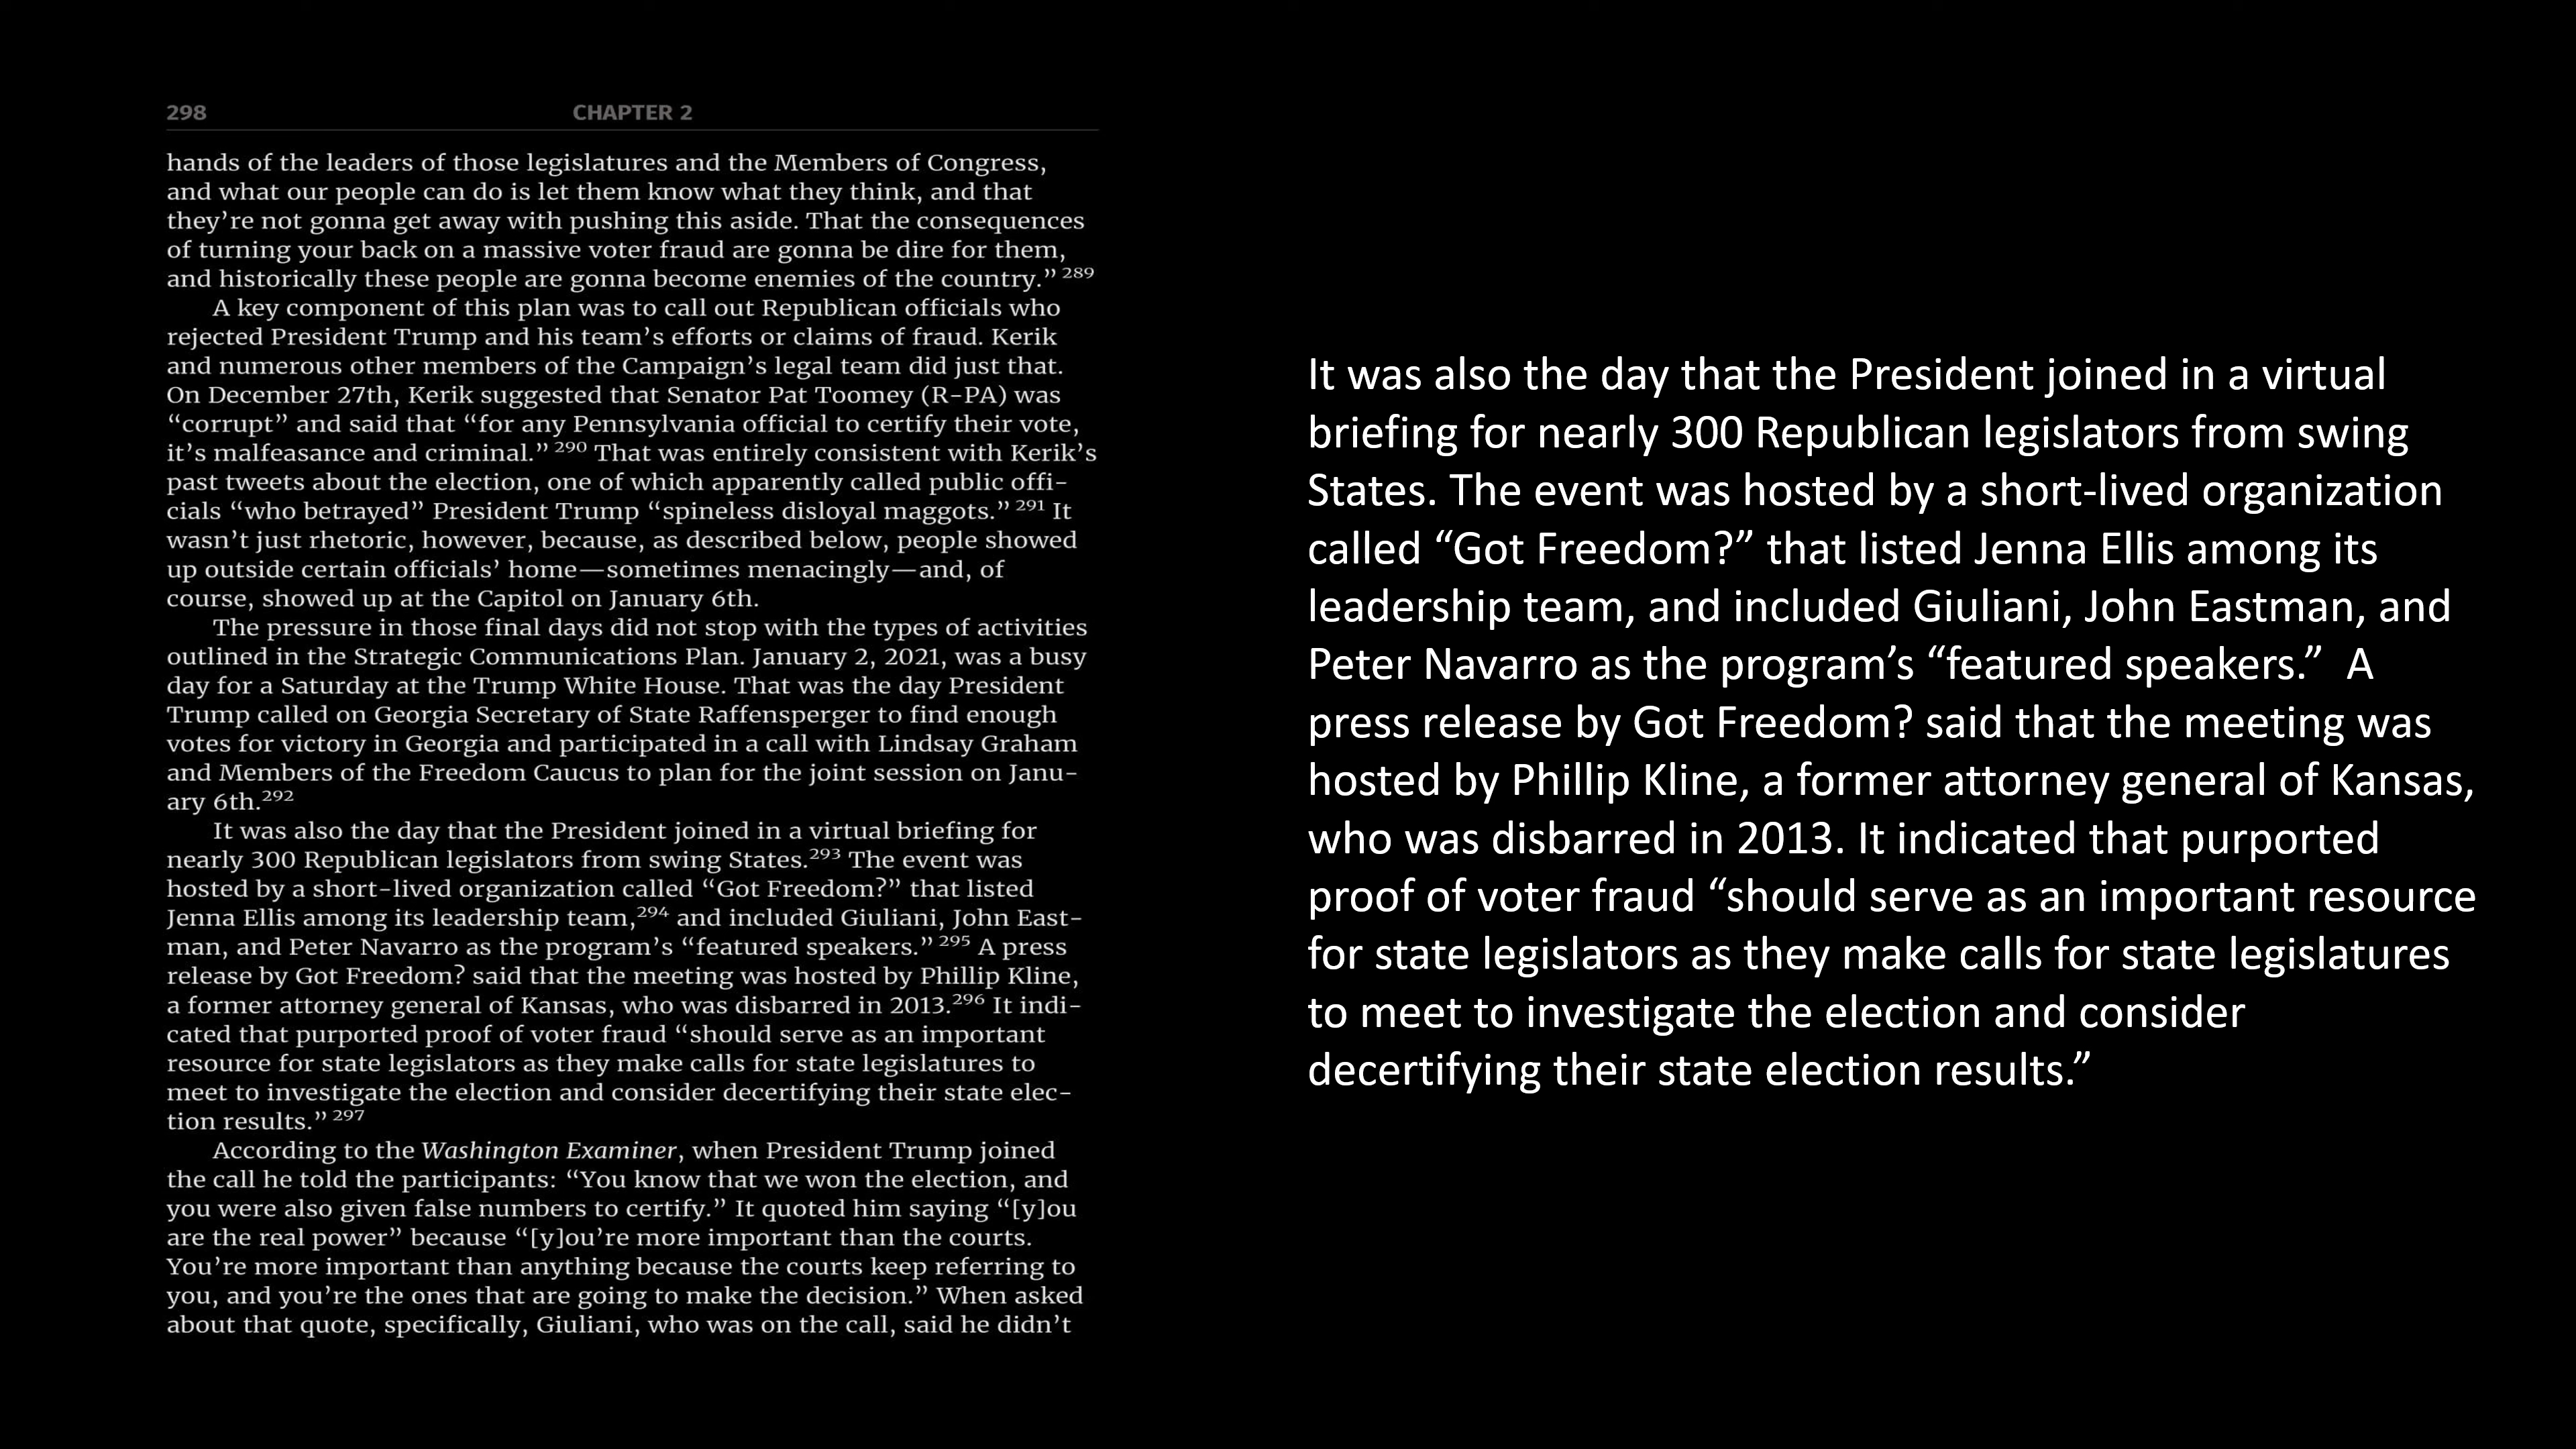 298 CHAPTER 2
hands of the leaders of those legislatures and the Members of Congress,
and what our people can do is let them know what they think, and that
they’re not gonna get away with pushing this aside. That the consequences
of turning your back on a massive voter fraud are gonna be dire for them,
and historically these people are gonna become enemies of the country.” 289
A key component of this plan was to call out Republican officials who
rejected President Trump and his team’s efforts or claims of fraud. Kerik
and numerous other members of the Campaign’s legal team did just that.
On December 27th, Kerik suggested that Senator Pat Toomey (R-PA) was
“corrupt” and said that “for any Pennsylvania official to certify their vote,
it’s malfeasance and criminal.” 290 That was entirely consistent with Kerik’s
past tweets about the election, one of which apparently called public offi-
cials “who betrayed” President Trump “spineless disloyal maggots.” 291 It
wasn’t just rhetoric, however, because, as described below, people showed
up outside certain officials’ home—sometimes menacingly—and, of
course, showed up at the Capitol on January 6th.
The pressure in those final days did not stop with the types of activities
outlined in the Strategic Communications Plan. January 2, 2021, was a busy
day for a Saturday at the Trump White House. That was the day President
Trump called on Georgia Secretary of State Raffensperger to find enough
votes for victory in Georgia and participated in a call with Lindsay Graham
and Members of the Freedom Caucus to plan for the joint session on Janu-
ary 6th.292
It was also the day that the President joined in a virtual briefing for
nearly 300 Republican legislators from swing States.293 The event was
hosted by a short-lived organization called “Got Freedom?” that listed
Jenna Ellis among its leadership team,294 and included Giuliani, John East-
man, and Peter Navarro as the program’s “featured speakers.” 295 A press
release by Got Freedom? said that the meeting was hosted by Phillip Kline,
a former attorney general of Kansas, who was disbarred in 2013.296 It indi-
cated that purported proof of voter fraud “should serve as an important
resource for state legislators as they make calls for state legislatures to
meet to investigate the election and consider decertifying their state elec-
tion results.” 297
According to the Washington Examiner, when President Trump joined
the call he told the participants: “You know that we won the election, and
you were also given false numbers to certify.” It quoted him saying “[y]ou
are the real power” because “[y]ou’re more important than the courts.
You’re more important than anything because the courts keep referring to
you, and you’re the ones that are going to make the decision.” When asked
about that quote, specifically, Giuliani, who was on the call, said he didn’t
It was also the day that the President joined in a virtual
briefing for nearly 300 Republican legislators from swing
States. The event was hosted by a short-lived organization
called “Got Freedom?” that listed Jenna Ellis among its
leadership team, and included Giuliani, John Eastman, and
Peter Navarro as the program’s “featured speakers.”  A
press release by Got Freedom? said that the meeting was
hosted by Phillip Kline, a former attorney general of Kansas,
who was disbarred in 2013. It indicated that purported
proof of voter fraud “should serve as an important resource
for state legislators as they make calls for state legislatures
to meet to investigate the election and consider
decertifying their state election results.”